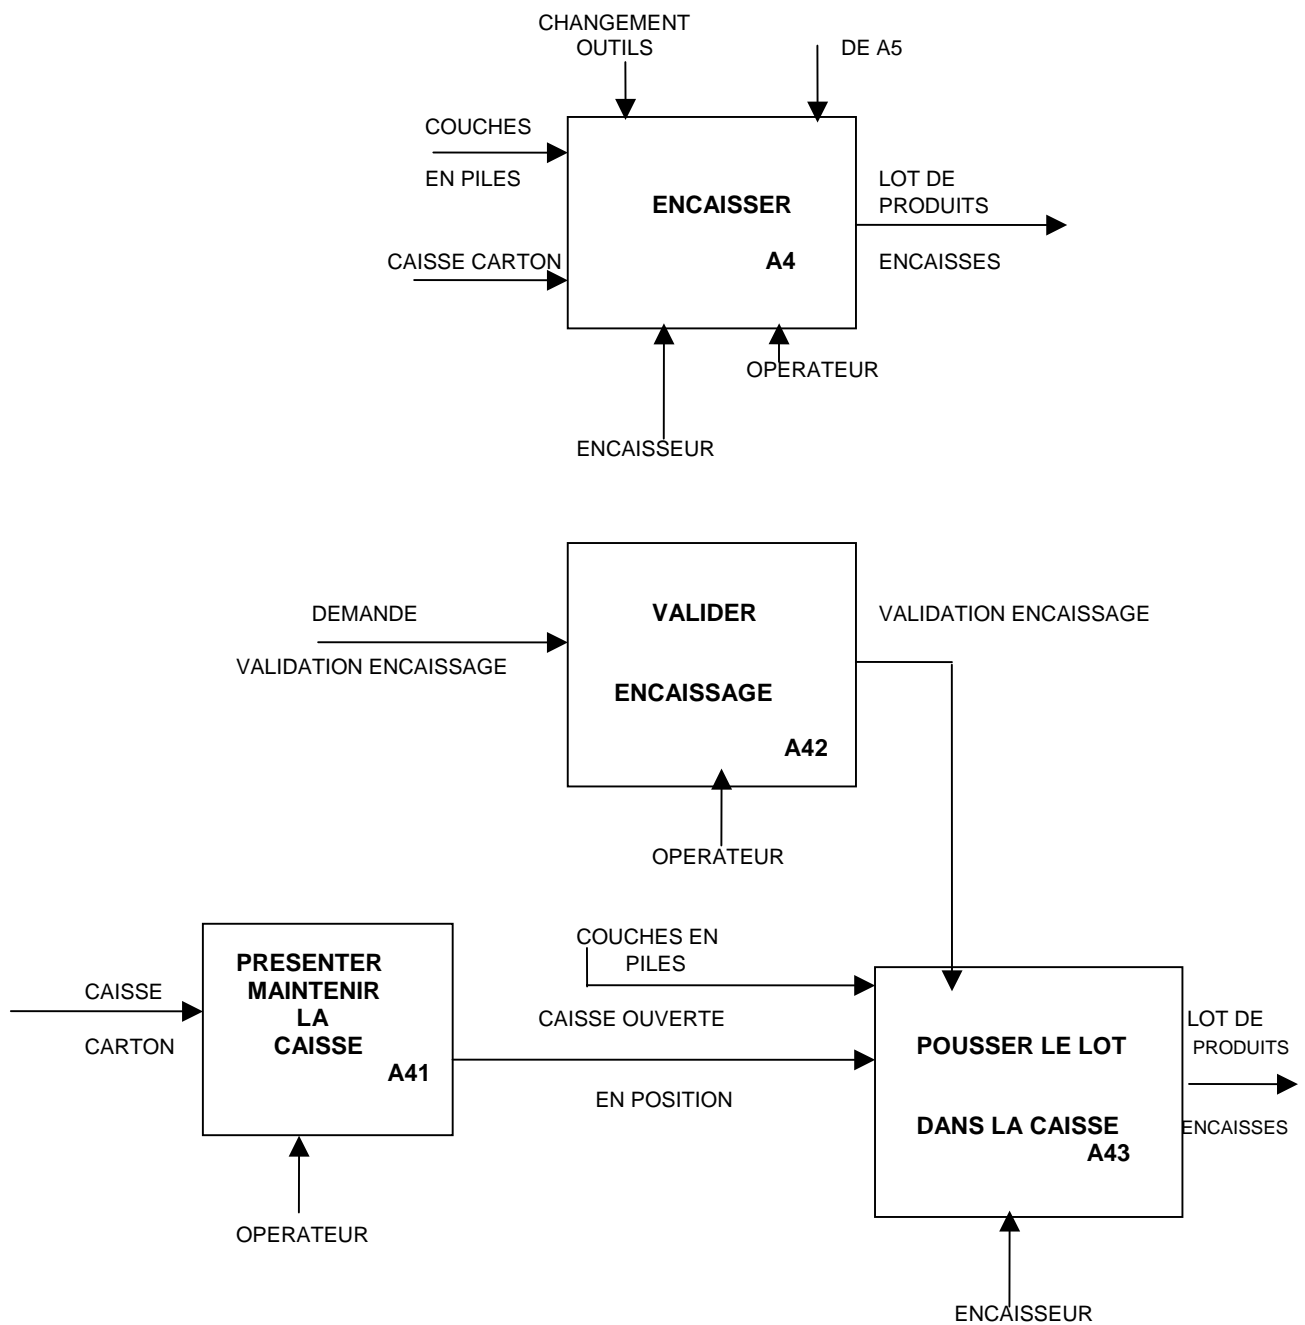 CHANGEMENT
OUTILS
DE A5
COUCHES
EN PILES
ENCAISSER
A4
LOT DE
PRODUITS
ENCAISSES
CAISSE CARTON
OPERATEUR
ENCAISSEUR
DEMANDE
VALIDATION ENCAISSAGE
VALIDER
ENCAISSAGE
A42
VALIDATION ENCAISSAGE
OPERATEUR
CAISSE
CARTON
PRESENTER
MAINTENIR
LA
CAISSE
A41
OPERATEUR
COUCHES EN
PILES
CAISSE OUVERTE
EN POSITION
POUSSER LE LOT
DANS LA CAISSE
A43
LOT DE
PRODUITS
ENCAISSES
ENCAISSEUR